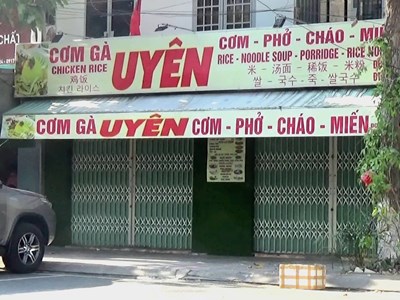 CƠM GÀ
CHICKEN RICE
鸡饭
치킨 라이스
UYÊN
CƠM - PHỞ - CHÁO - MIẾN
RICE - NOODLE SOUP - PORRIDGE - RICE NO
米 - 汤面 - 稀饭 - 米粉
쌀 - 국수 - 죽 - 쌀국수
CƠM GÀ UYÊN CƠM - PHỞ - CHÁO - MIẾN